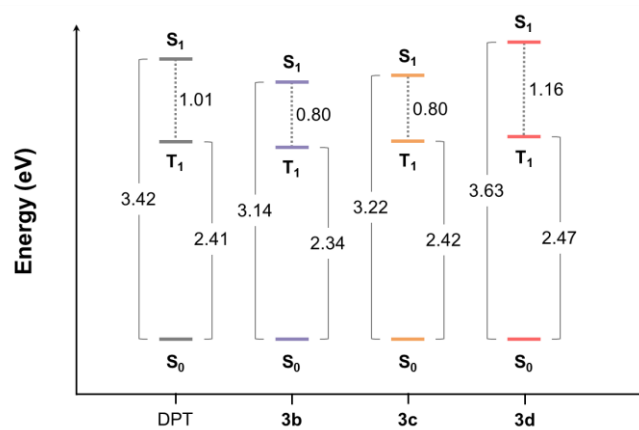 Energy (eV)
S₁
1.01
T₁
3.42
2.41
S₀
DPT
S₁
0.80
T₁
3.14
2.34
S₀
3b
S₁
0.80
T₁
3.22
2.42
S₀
3c
S₁
1.16
T₁
3.63
2.47
S₀
3d